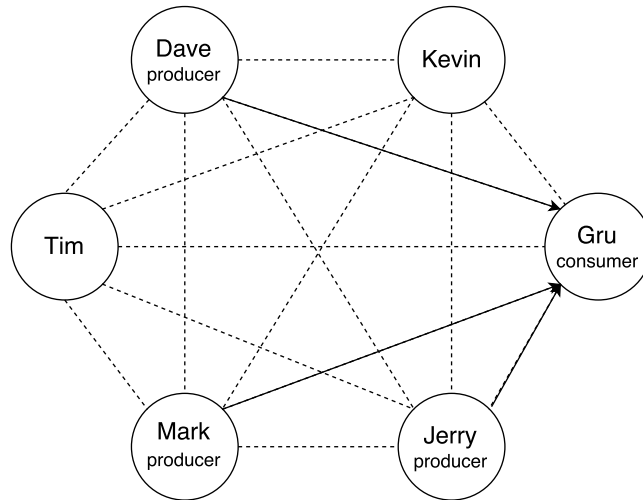 Dave
producer
Kevin
Tim
Gru
consumer
Mark
producer
Jerry
producer